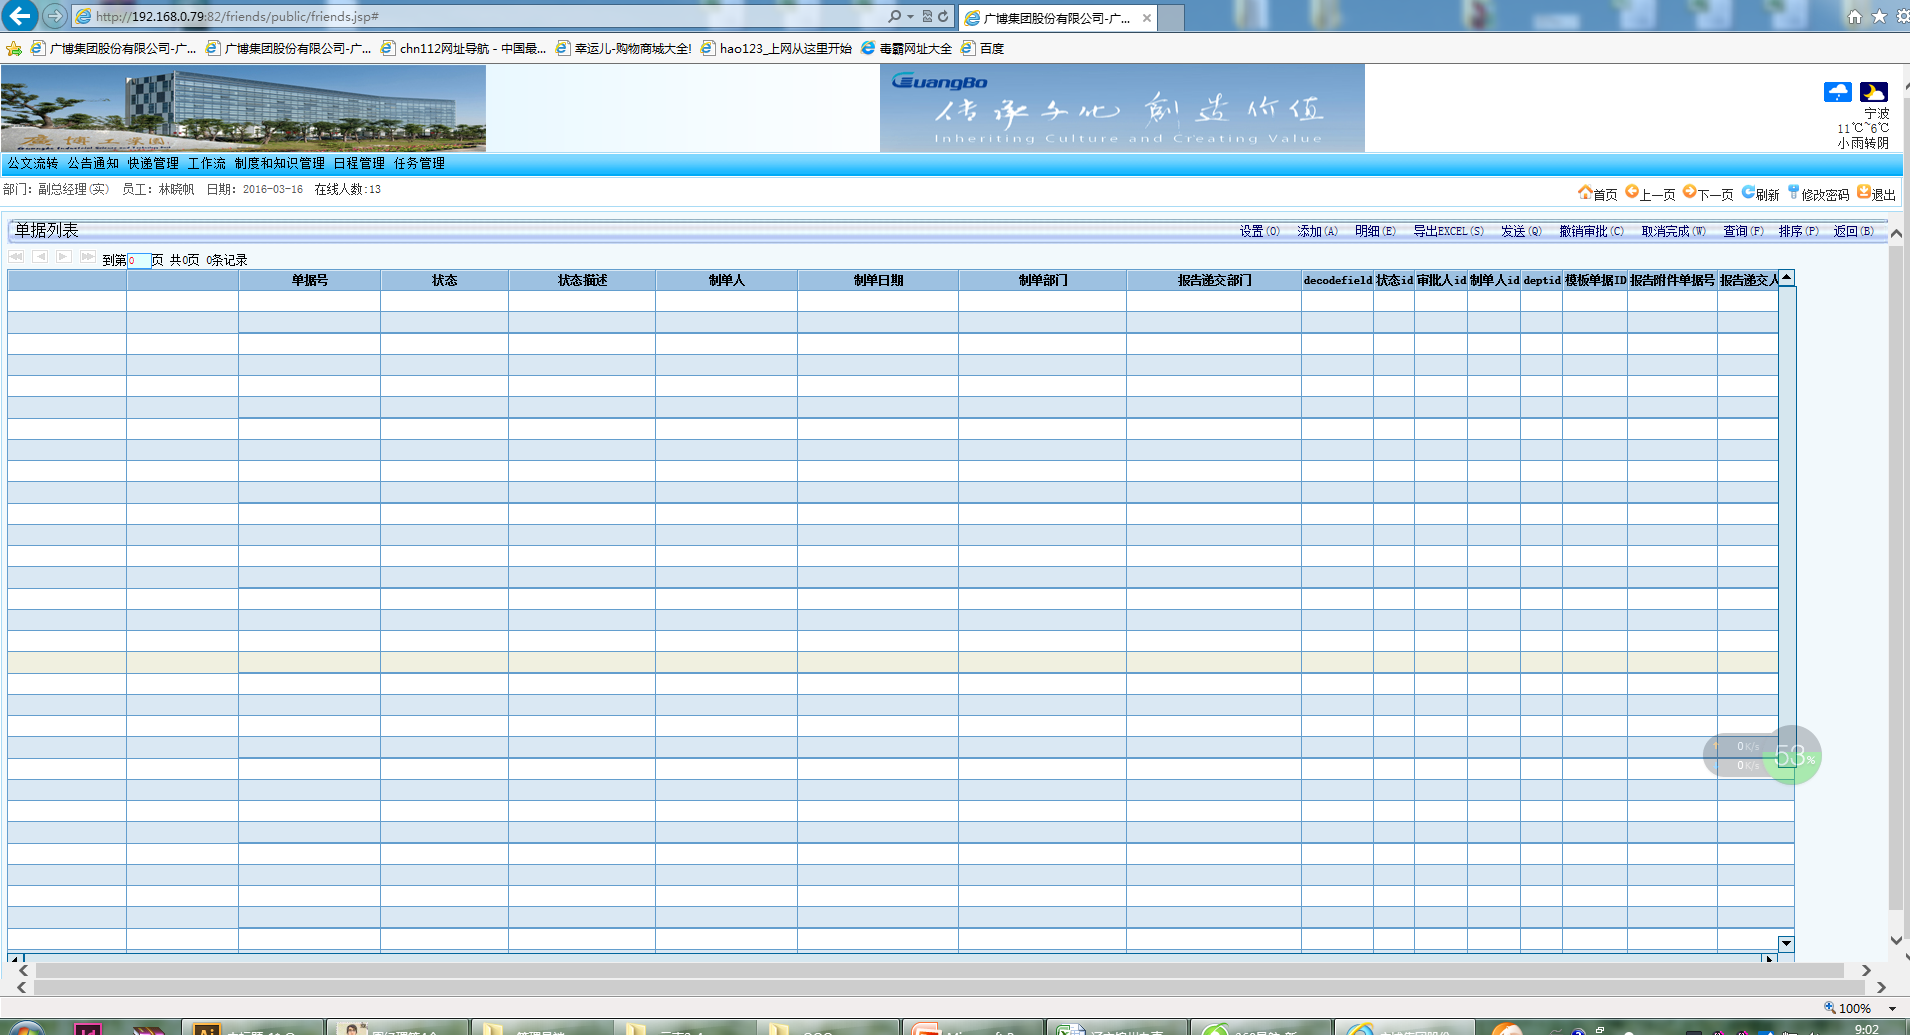 http://192.168.0.79:82/friends/public/friends.jsp#
广博集团股份有限公司-广...
广博集团股份有限公司-广... 广博集团股份有限公司-广... chn112网址导航 - 中国最... 幸运儿-购物商城大全! hao123_上网从这里开始 毒霸网址大全 百度
GuangBo
传承文化 創造价值
Inheriting Culture and Creating Value
宁波
11℃~6℃
小雨转阴
公文流转 公告通知 快递管理 工作流 制度和知识管理 日程管理 任务管理
部门: 副总经理(实) 员工: 林晓帆 日期: 2016-03-16 在线人数:13
首页 上一页 下一页 刷新 修改密码 退出
单据列表
设置(O) 添加(A) 明细(E) 导出EXCEL(S) 发送(Q) 撤销审批(C) 取消完成(W) 查询(F) 排序(P) 返回(B)
到第0页 共0页 0条记录
单据号 状态 状态描述 制单人 制单日期 制单部门 报告递交部门 decodefield 状态id 审批人id 制单人id deptid 模板单据ID 报告附件单据号 报告递交人
0K/s
53%
0K/s
100%
9:02